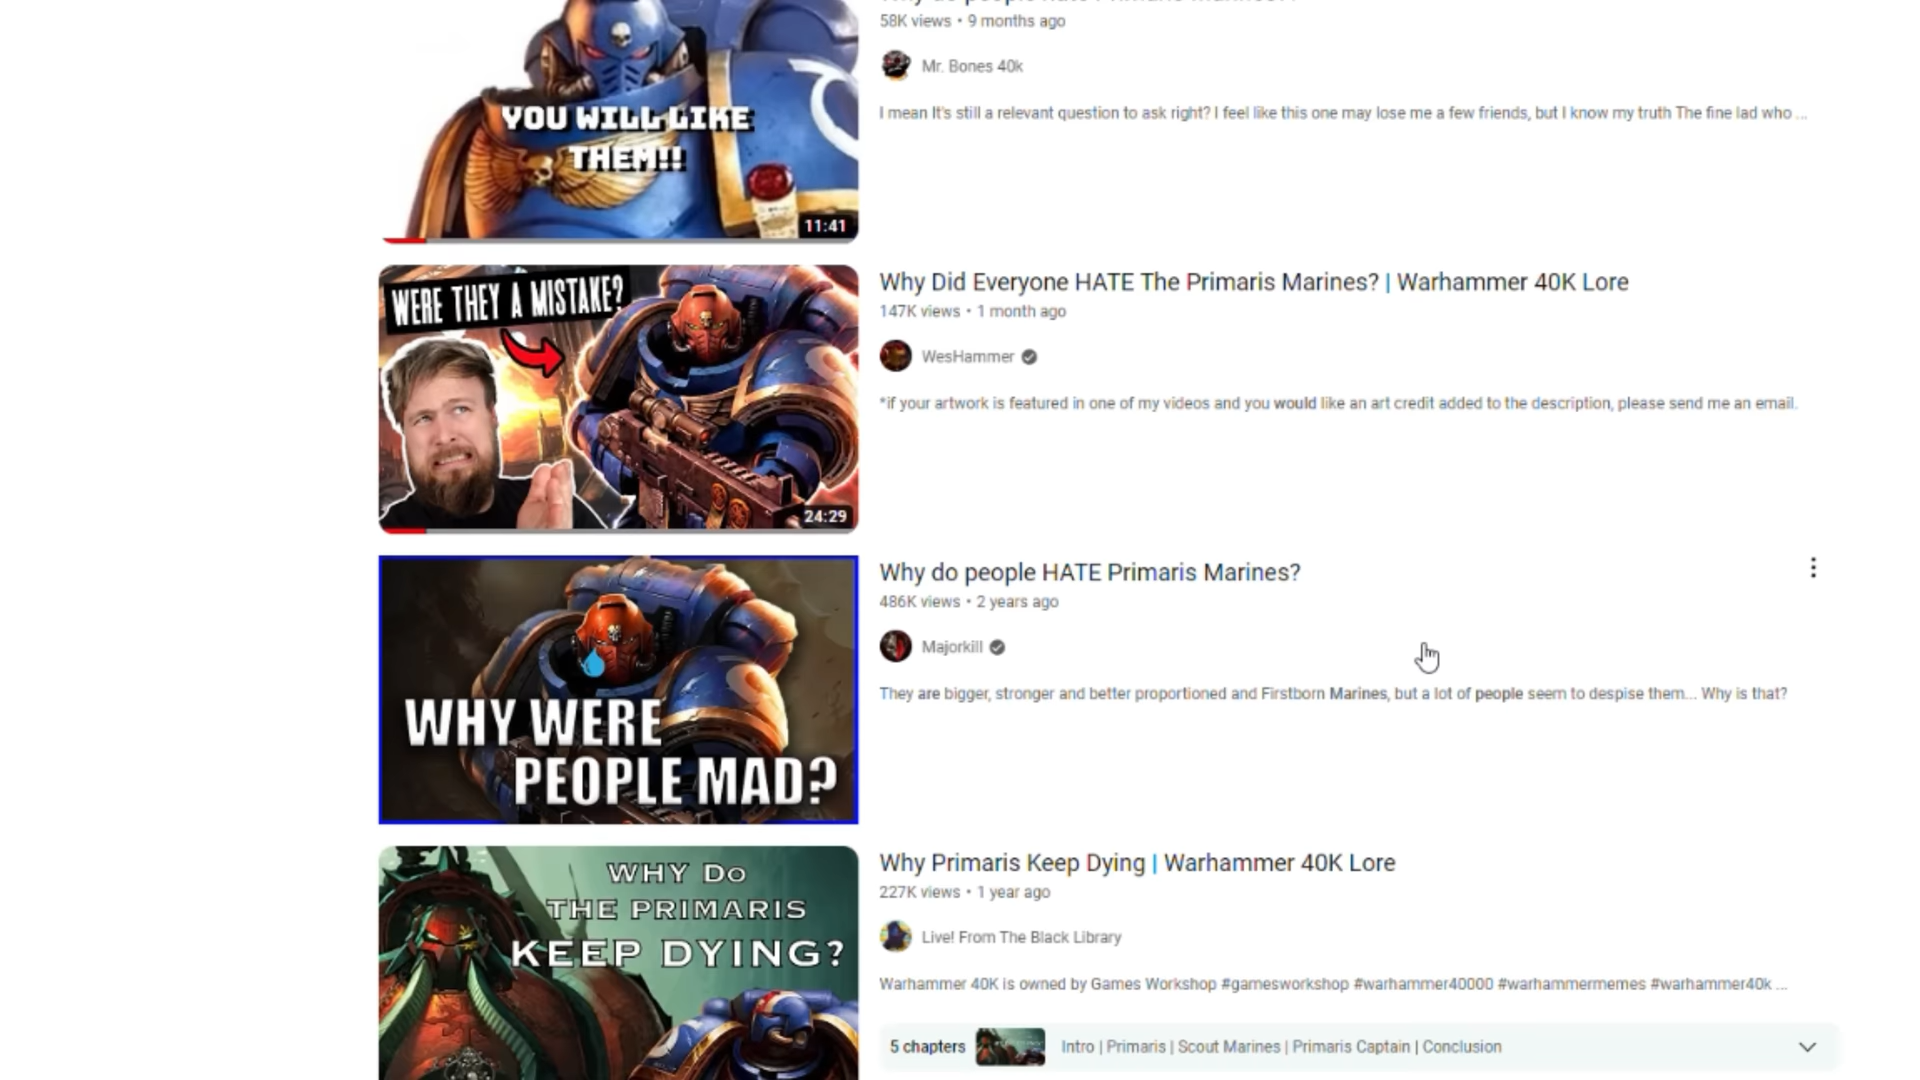 Why do people HATE Primaris Marines?
58K views • 9 months ago
Mr. Bones 40k
I mean It's still a relevant question to ask right? I feel like this one may lose me a few friends, but I know my truth The fine lad who ...
YOU WILL LIKE
THEM!!
11:41
WERE THEY A MISTAKE?
24:29
Why Did Everyone HATE The Primaris Marines? | Warhammer 40K Lore
147K views • 1 month ago
WesHammer
*if your artwork is featured in one of my videos and you would like an art credit added to the description, please send me an email.
WHY WERE
PEOPLE MAD?
Why do people HATE Primaris Marines?
486K views • 2 years ago
Majorkill
They are bigger, stronger and better proportioned and Firstborn Marines, but a lot of people seem to despise them... Why is that?
WHY DO
THE PRIMARIS
KEEP DYING?
Why Primaris Keep Dying | Warhammer 40K Lore
227K views • 1 year ago
Live! From The Black Library
Warhammer 40K is owned by Games Workshop #gamesworkshop #warhammer40000 #warhammermemes #warhammer40k ...
5 chapters
Intro | Primaris | Scout Marines | Primaris Captain | Conclusion